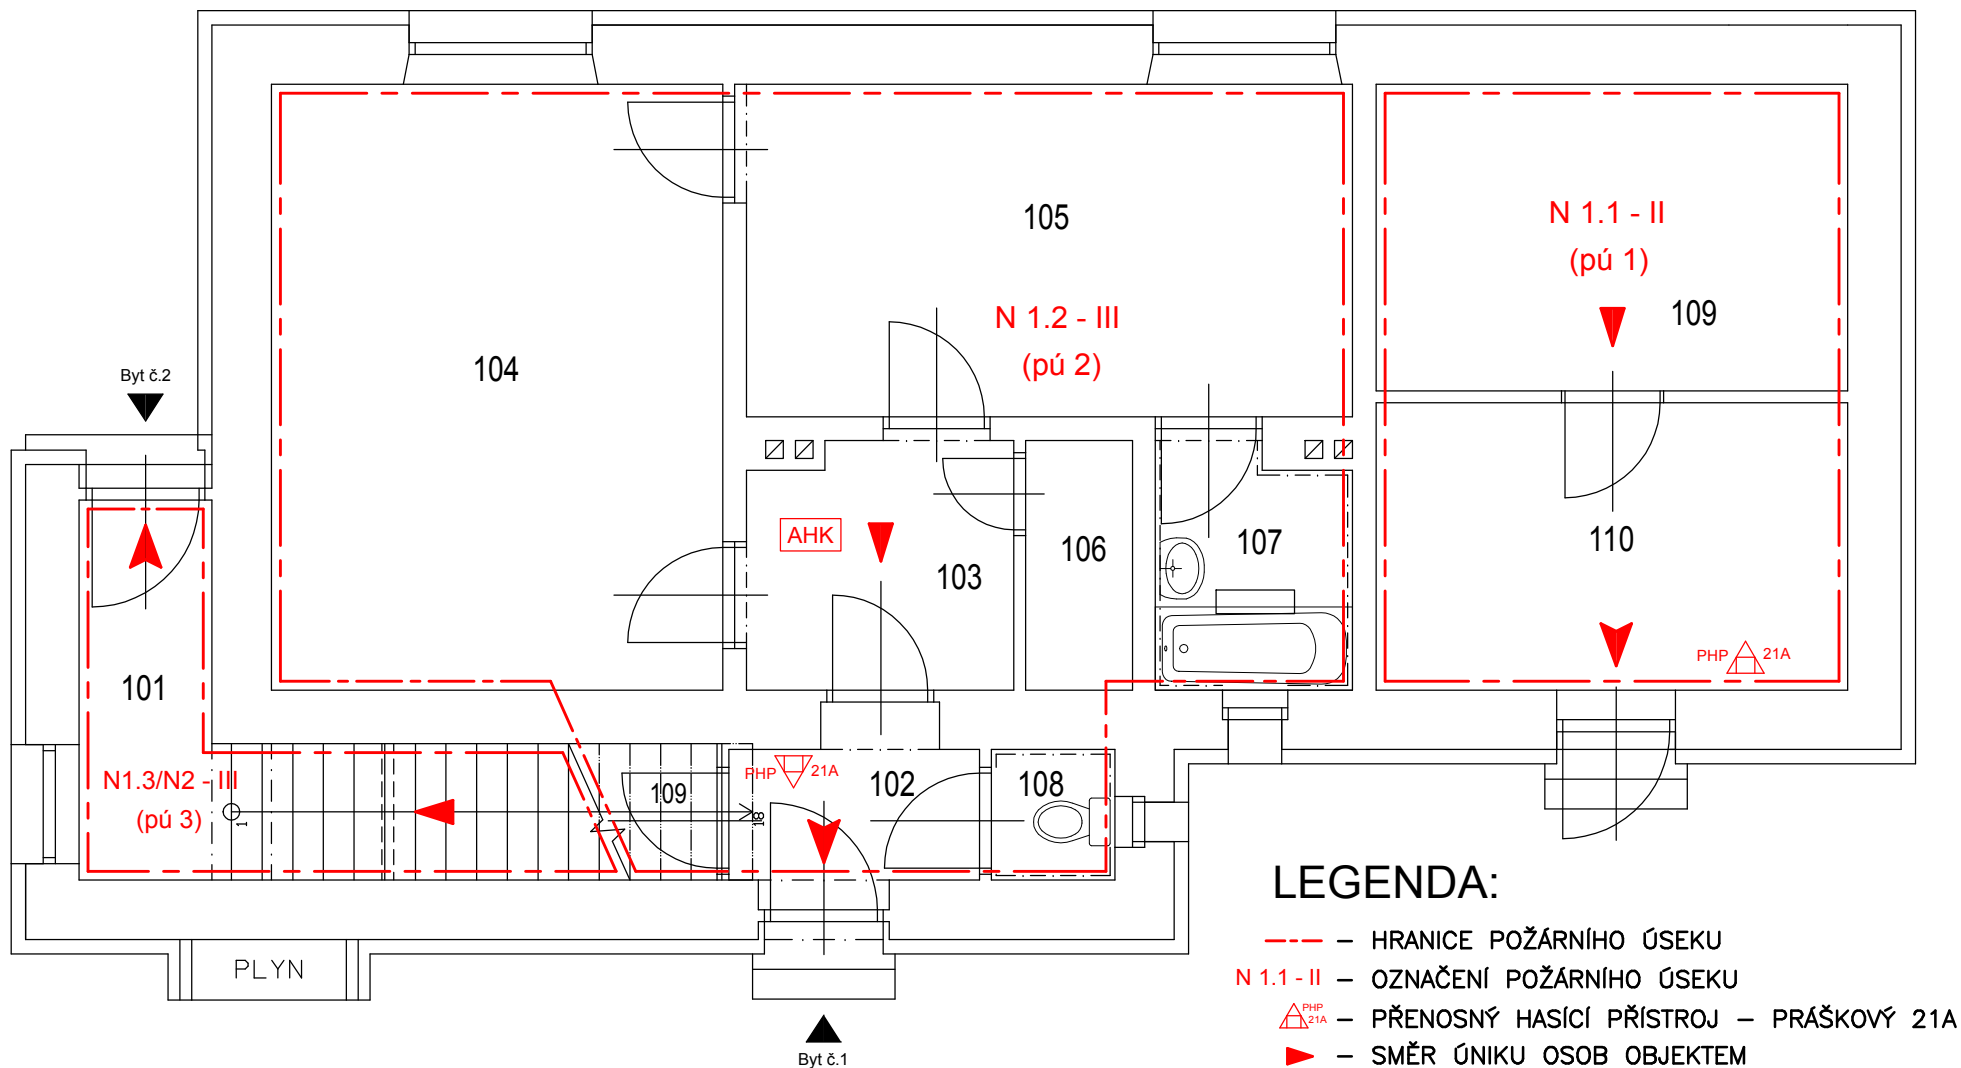 105
N 1.1 - II
(pú 1)
109
N 1.2 - III
(pú 2)
104
Byt č.2
AHK
103
106
107
110
PHP 21A
101
N1.3/N2 - III
(pú 3)
1
109
18
PHP 21A
102
108
PLYN
Byt č.1
LEGENDA:
– HRANICE POŽÁRNÍHO ÚSEKU
N 1.1 - II – OZNAČENÍ POŽÁRNÍHO ÚSEKU
PHP 21A – PŘENOSNÝ HASÍCÍ PŘÍSTROJ – PRÁŠKOVÝ 21A
– SMĚR ÚNIKU OSOB OBJEKTEM